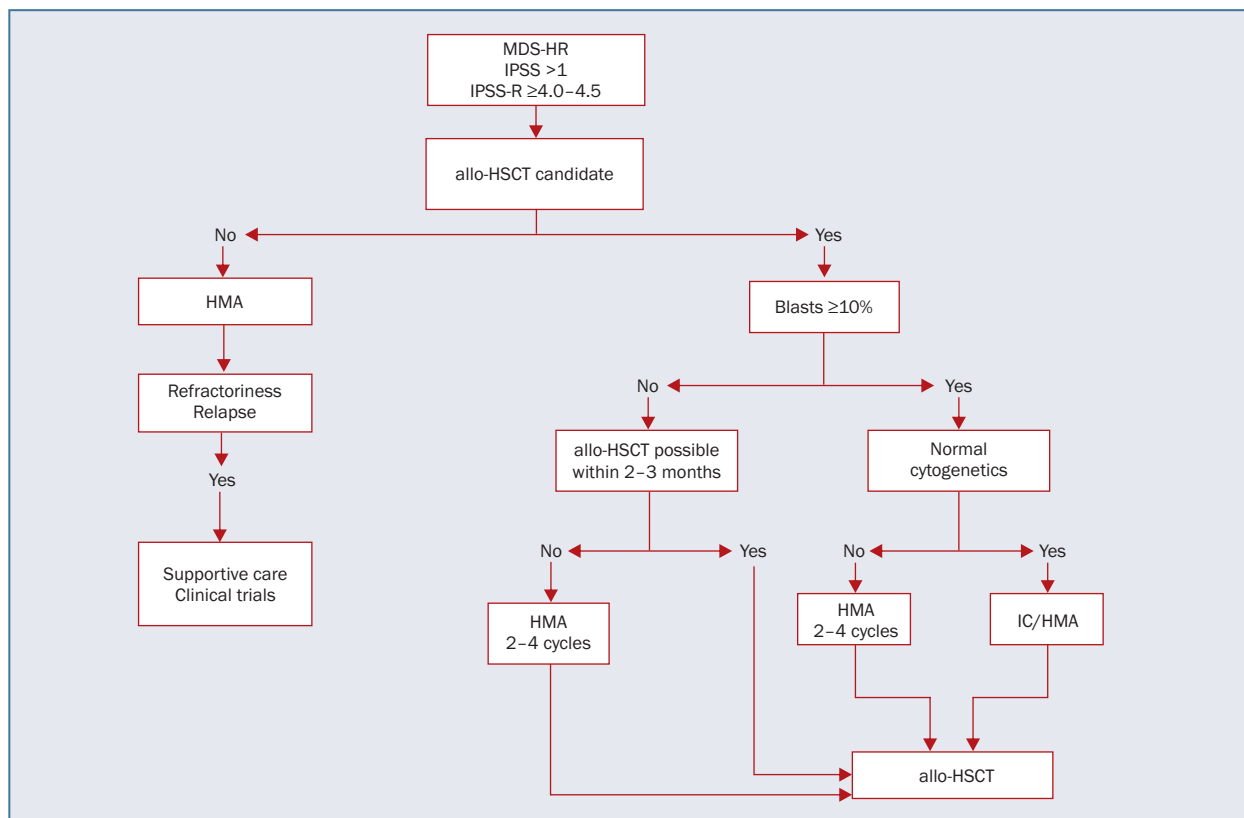 MDS-HR
IPSS >1
IPSS-R ≥4.0–4.5
allo-HSCT candidate
No
Yes
HMA
Blasts ≥10%
Refractoriness
Relapse
No
Yes
Yes
allo-HSCT possible
within 2–3 months
Normal
cytogenetics
No
Yes
No
Yes
Supportive care
Clinical trials
HMA
2–4 cycles
HMA
2–4 cycles
IC/HMA
allo-HSCT